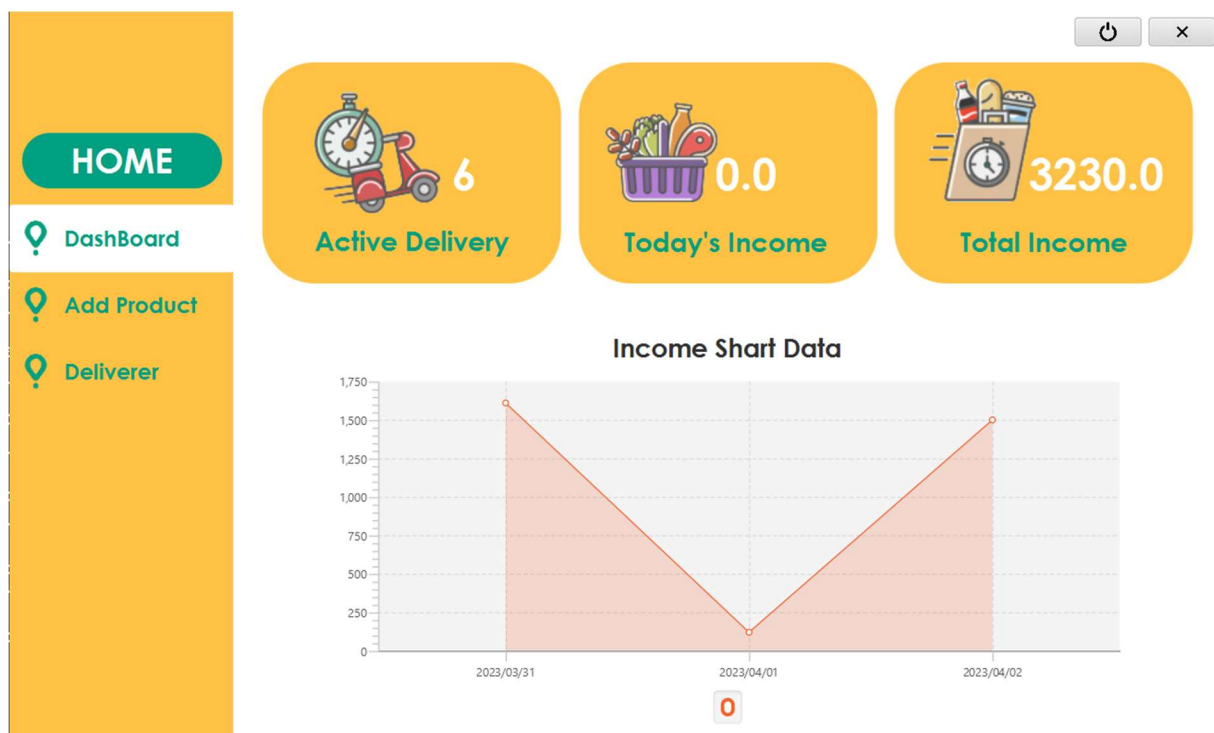 HOME
DashBoard
Add Product
Deliverer
6
Active Delivery
0.0
Today's Income
3230.0
Total Income
Income Shart Data
1,750
1,500
1,250
1,000
750
500
250
0
2023/03/31
2023/04/01
2023/04/02